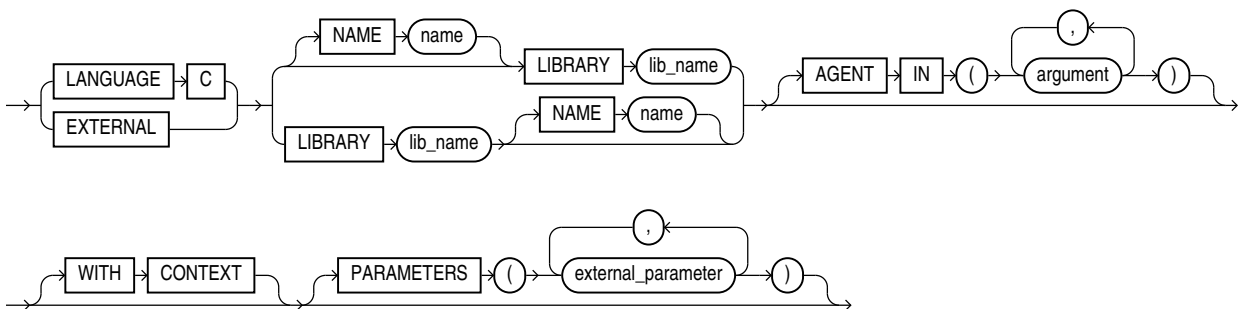 NAME name
LANGUAGE C LIBRARY lib_name AGENT IN ( argument , )
EXTERNAL NAME name
LIBRARY lib_name
WITH CONTEXT PARAMETERS ( external_parameter , )